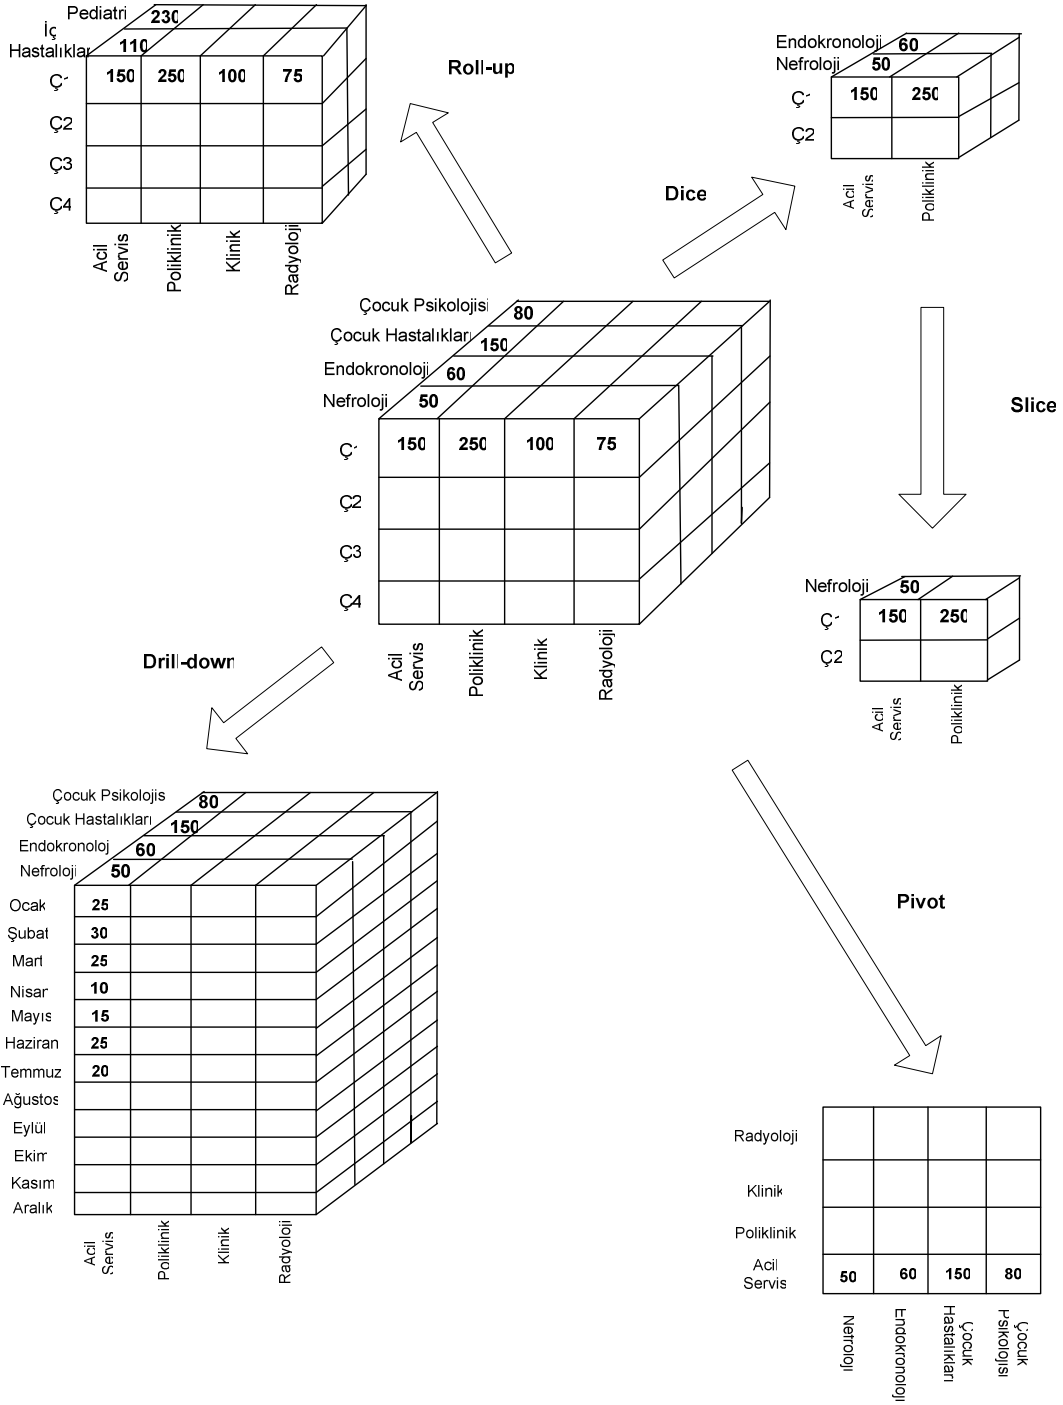 Pediatri 230
İç
Hastalıklar 110
Ç1 150 250 100 75
Ç2
Ç3
Ç4
Acil
Servis
Poliklinik
Klinik
Radyoloji
Roll-up
Endokronoloji 60
Nefroloji 50
Ç1 150 250
Ç2
Acil
Servis
Poliklinik
Dice
Çocuk Psikolojisi 80
Çocuk Hastalıkları 150
Endokronoloji 60
Nefroloji 50
Ç1 150 250 100 75
Ç2
Ç3
Ç4
Acil
Servis
Poliklinik
Klinik
Radyoloji
Slice
Nefroloji 50
Ç1 150 250
Ç2
Acil
Servis
Poliklinik
Drill-down
Çocuk Psikolojis 80
Çocuk Hastalıkları 150
Endokronoloj 60
Nefroloji 50
Ocak 25
Şubat 30
Mart 25
Nisan 10
Mayıs 15
Haziran 25
Temmuz 20
Ağustos
Eylül
Ekim
Kasım
Aralık
Acil
Servis
Poliklinik
Klinik
Radyoloji
Pivot
Radyoloji
Klinik
Poliklinik
Acil
Servis
50 60 150 80
Nefroloji
Endokronoloji
Çocuk
Hastalıkları
Çocuk
Psikolojisi